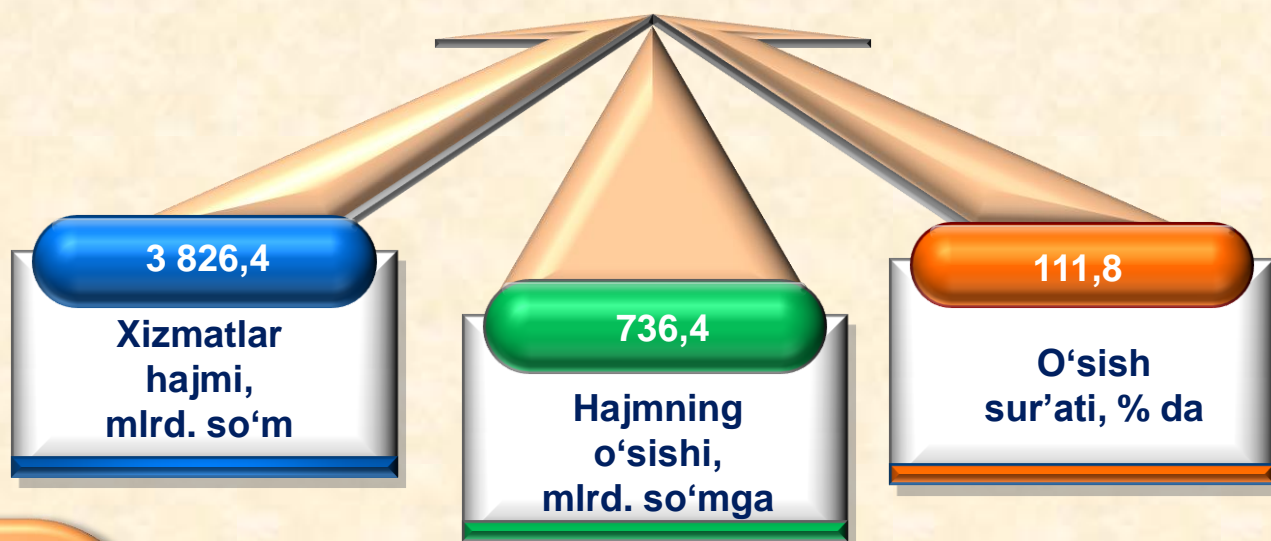 3 826,4
Xizmatlar
hajmi,
mlrd. so‘m
736,4
Hajmning
o‘sishi,
mlrd. so‘mga
111,8
O‘sish
sur’ati, % da